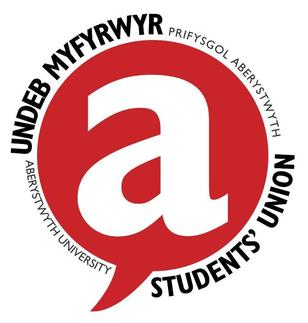 UNDEB MYFYRWYR
PRIFYSGOL ABERYSTWYTH
a
ABERYSTWYTH UNIVERSITY
STUDENTS' UNION